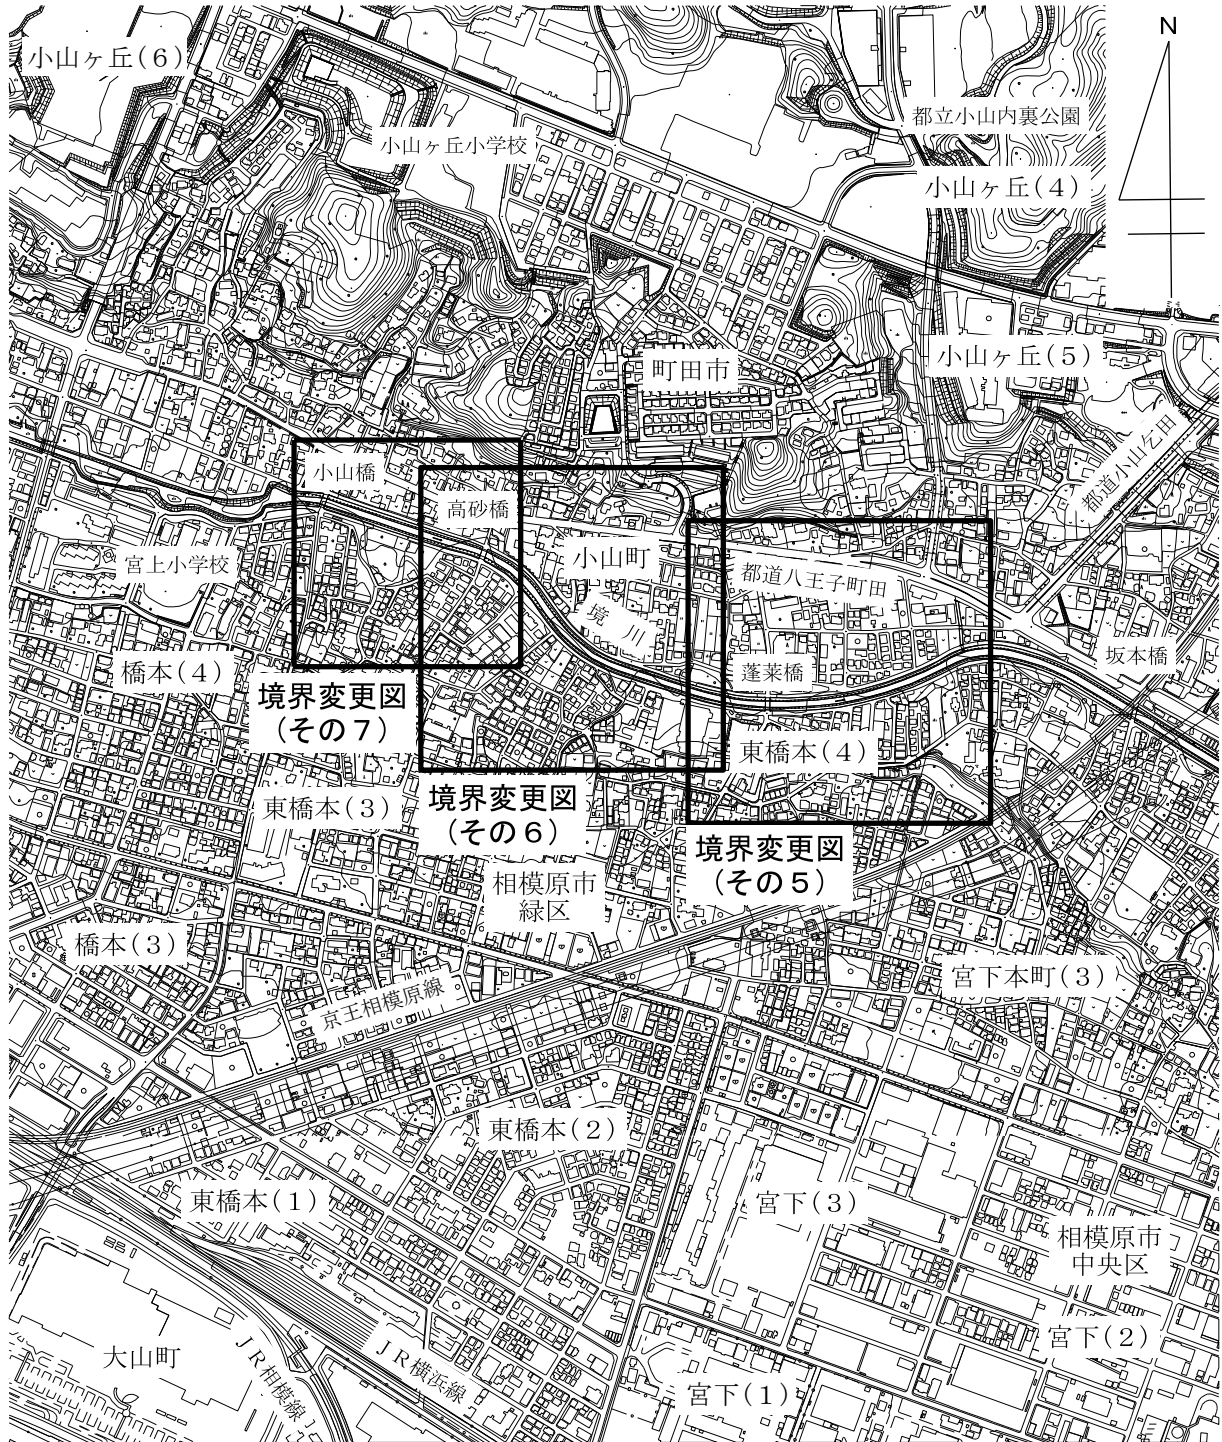 N
小山ヶ丘(6)
都立小山内裏公園
小山ヶ丘小学校
小山ヶ丘(4)
小山ヶ丘(5)
町田市
都道小山乞田
小山橋
高砂橋
宮上小学校
小山町
都道八王子町田
境川
橋本(4)
蓬莱橋
坂本橋
境界変更図
(その７)
東橋本(4)
東橋本(3)
境界変更図
(その６)
境界変更図
(その５)
相模原市
緑区
橋本(3)
宮下本町(3)
京王相模原線
東橋本(2)
東橋本(1)
宮下(3)
相模原市
中央区
大山町
ＪＲ相模線
ＪＲ横浜線
宮下(2)
宮下(1)